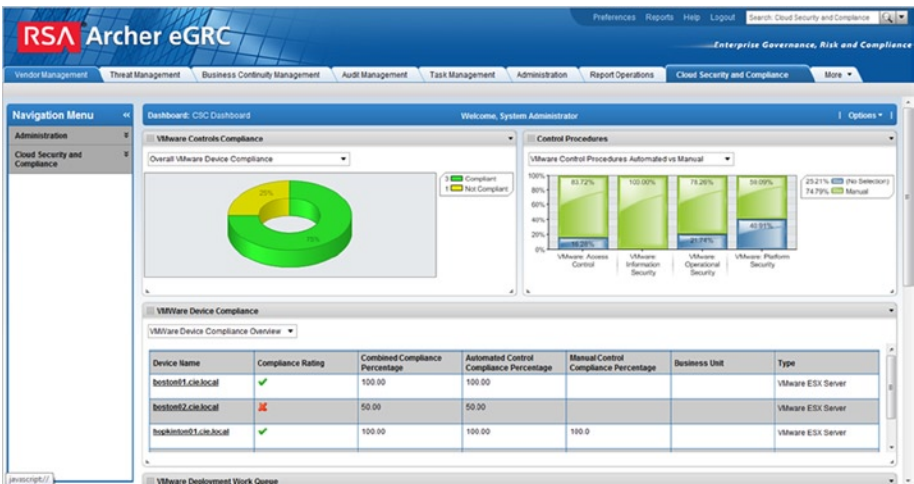 Preferences Reports Help Logout Search: Cloud Security and Compliance
RSA Archer eGRC
Enterprise Governance, Risk and Compliance
Vendor Management Threat Management Business Continuity Management Audit Management Task Management Administration Report Operations Cloud Security and Compliance More
Navigation Menu «
Administration
Cloud Security and
Compliance
Dashboard: CSC Dashboard Welcome, System Administrator Options
VMware Controls Compliance
Overall VMware Device Compliance
25%
75%
3 Compliant
1 Not Compliant
Control Procedures
VMware Control Procedures Automated vs Manual
100%
80%
60%
40%
20%
0%
83.72% 100.00% 78.26% 59.09%
16.28% 21.74% 40.91%
VMware: Access
Control
VMware:
Information
Security
VMware:
Operational
Security
VMware: Platform
Security
25.21% (No Selection)
74.79% Manual
VMWare Device Compliance
VMWare Device Compliance Overview
Device Name Compliance Rating Combined Compliance Percentage Automated Control Compliance Percentage Manual Control Compliance Percentage Business Unit Type
boston01.cie.local 100.00 100.00 VMware ESX Server
boston02.cie.local 50.00 50.00 VMware ESX Server
hopkinton01.cie.local 100.00 100.00 100.0 VMware ESX Server
VMware Deployment Work Queue
javascript://